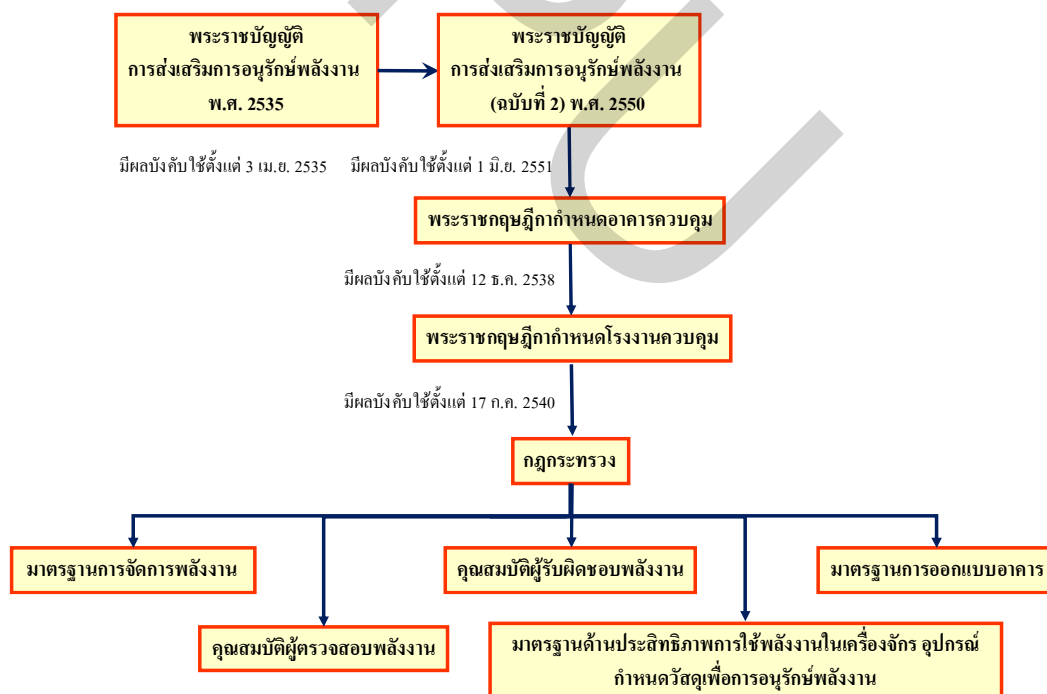 พระราชบัญญัติ
การส่งเสริมการอนุรักษ์พลังงาน
พ.ศ. 2535
พระราชบัญญัติ
การส่งเสริมการอนุรักษ์พลังงาน
(ฉบับที่ 2) พ.ศ. 2550
มีผลบังคับใช้ตั้งแต่ 3 เม.ย. 2535
มีผลบังคับใช้ตั้งแต่ 1 มิ.ย. 2551
พระราชกฤษฎีกากำหนดอาคารควบคุม
มีผลบังคับใช้ตั้งแต่ 12 ธ.ค. 2538
พระราชกฤษฎีกากำหนดโรงงานควบคุม
มีผลบังคับใช้ตั้งแต่ 17 ก.ค. 2540
กฎกระทรวง
มาตรฐานการจัดการพลังงาน
คุณสมบัติผู้รับผิดชอบพลังงาน
มาตรฐานการออกแบบอาคาร
คุณสมบัติผู้ตรวจสอบพลังงาน
มาตรฐานด้านประสิทธิภาพการใช้พลังงานในเครื่องจักร อุปกรณ์
กำหนดวัสดุเพื่อการอนุรักษ์พลังงาน